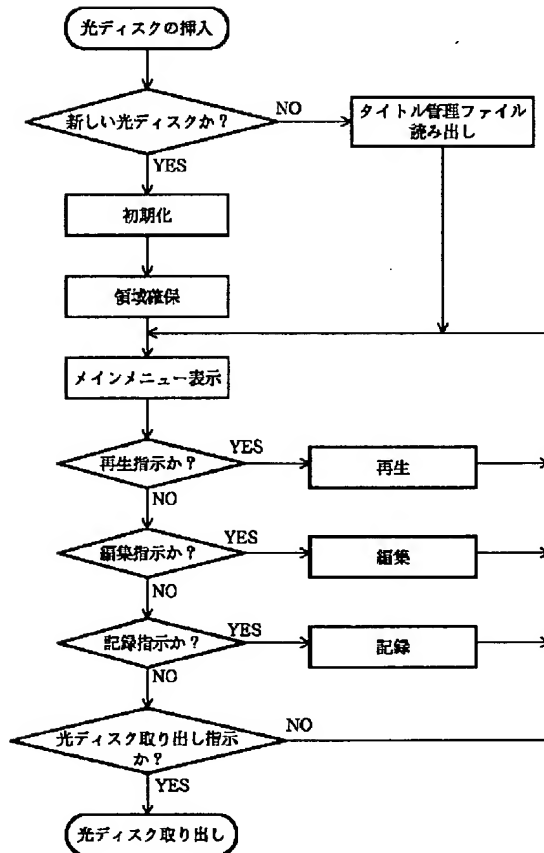 光ディスクの挿入
新しい光ディスクか？
NO
タイトル管理ファイル
読み出し
YES
初期化
領域確保
メインメニュー表示
再生指示か？
YES
再生
NO
編集指示か？
YES
編集
NO
記録指示か？
YES
記録
NO
光ディスク取り出し指示
か？
NO
YES
光ディスク取り出し